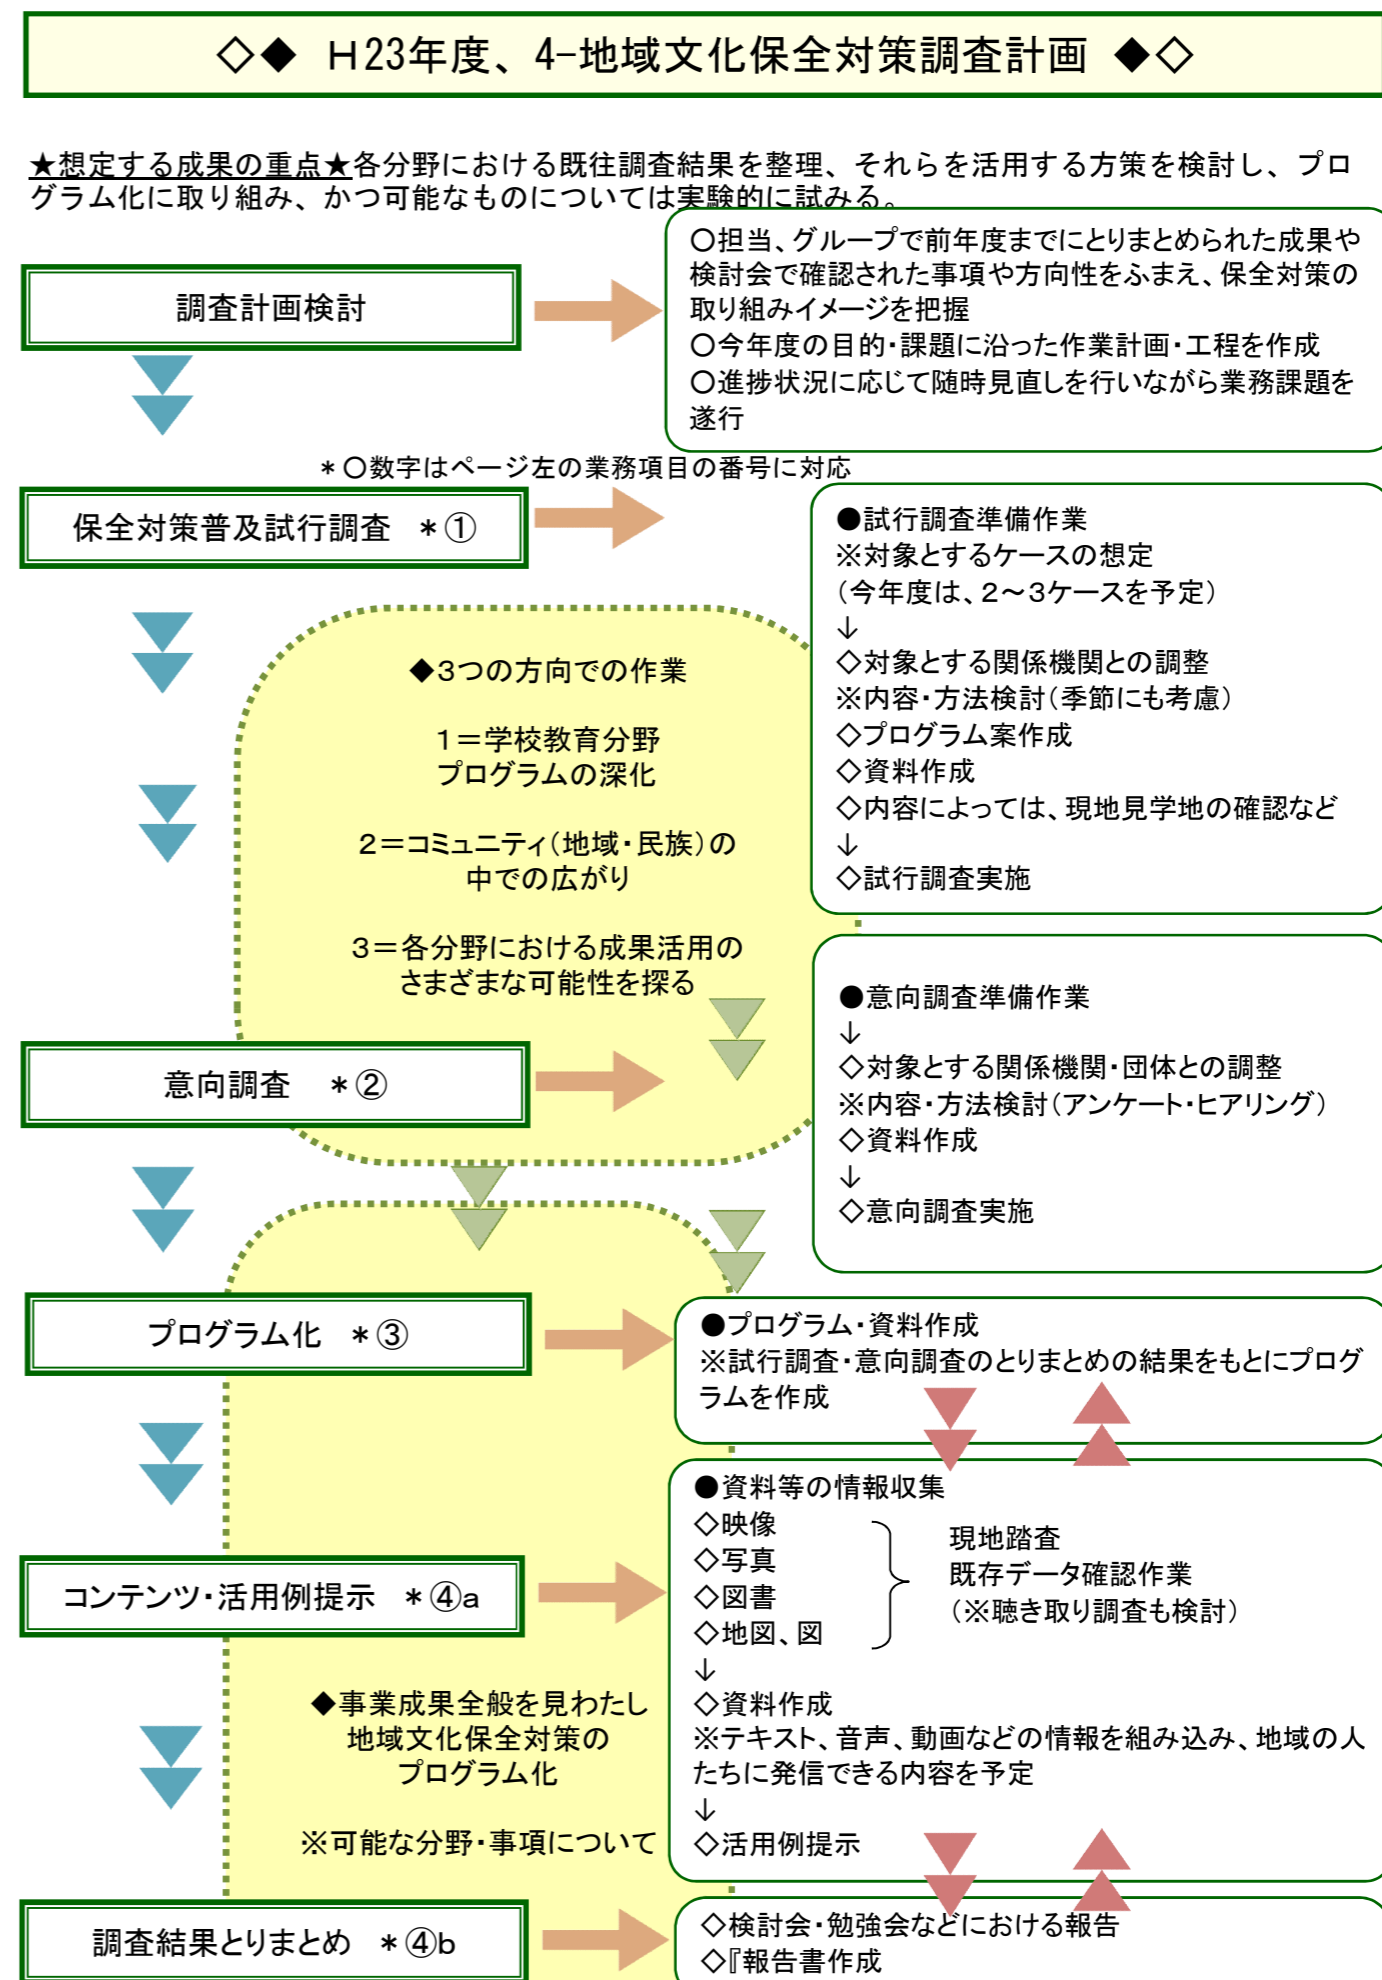 ◇◆ H23年度、4-地域文化保全対策調査計画 ◆◇
★想定する成果の重点★各分野における既往調査結果を整理、それらを活用する方策を検討し、プロ
グラム化に取り組み、かつ可能なものについては実験的に試みる。
調査計画検討
○担当、グループで前年度までにとりまとめられた成果や
検討会で確認された事項や方向性をふまえ、保全対策の
取り組みイメージを把握
○今年度の目的・課題に沿った作業計画・工程を作成
○進捗状況に応じて随時見直しを行いながら業務課題を
遂行
＊○数字はページ左の業務項目の番号に対応
保全対策普及試行調査 ＊①
●試行調査準備作業
※対象とするケースの想定
（今年度は、2～3ケースを予定）
↓
◇対象とする関係機関との調整
※内容・方法検討（季節にも考慮）
◇プログラム案作成
◇資料作成
◇内容によっては、現地見学地の確認など
↓
◇試行調査実施
◆3つの方向での作業
1＝学校教育分野
プログラムの深化
2＝コミュニティ（地域・民族）の
中での広がり
3＝各分野における成果活用の
さまざまな可能性を探る
意向調査 ＊②
●意向調査準備作業
↓
◇対象とする関係機関・団体との調整
※内容・方法検討（アンケート・ヒアリング）
◇資料作成
↓
◇意向調査実施
プログラム化 ＊③
●プログラム・資料作成
※試行調査・意向調査のとりまとめの結果をもとにプログ
ラムを作成
コンテンツ・活用例提示 ＊④a
●資料等の情報収集
◇映像
◇写真
◇図書
◇地図、図
現地踏査
既存データ確認作業
（※聴き取り調査も検討）
↓
◇資料作成
※テキスト、音声、動画などの情報を組み込み、地域の人
たちに発信できる内容を予定
↓
◇活用例提示
◆事業成果全般を見わたし
地域文化保全対策の
プログラム化
※可能な分野・事項について
調査結果とりまとめ ＊④b
◇検討会・勉強会などにおける報告
◇『報告書作成